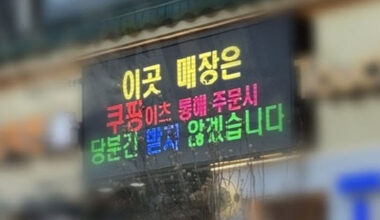 이곳 매장은
쿠팡이츠 통해 주문시
당분간 받지 않겠습니다